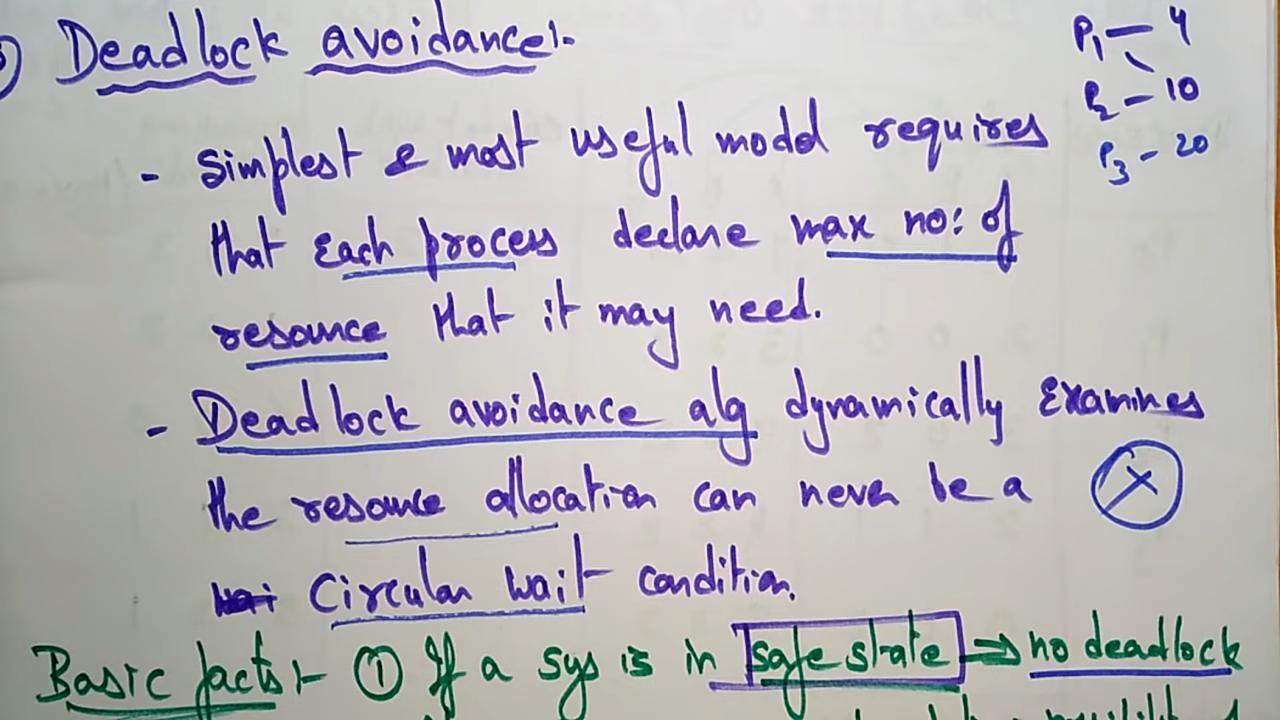 Deadlock avoidance:-
P1 - 4
P2 - 10
P3 - 20
- Simplest & most useful model requires
that Each process declare max no: of
resource that it may need.
- Deadlock avoidance alg dynamically Examines
the resource allocation can never be a
Circular wait condition.
Basic facts:- ① If a sys is in safe state ⇒ no deadlock